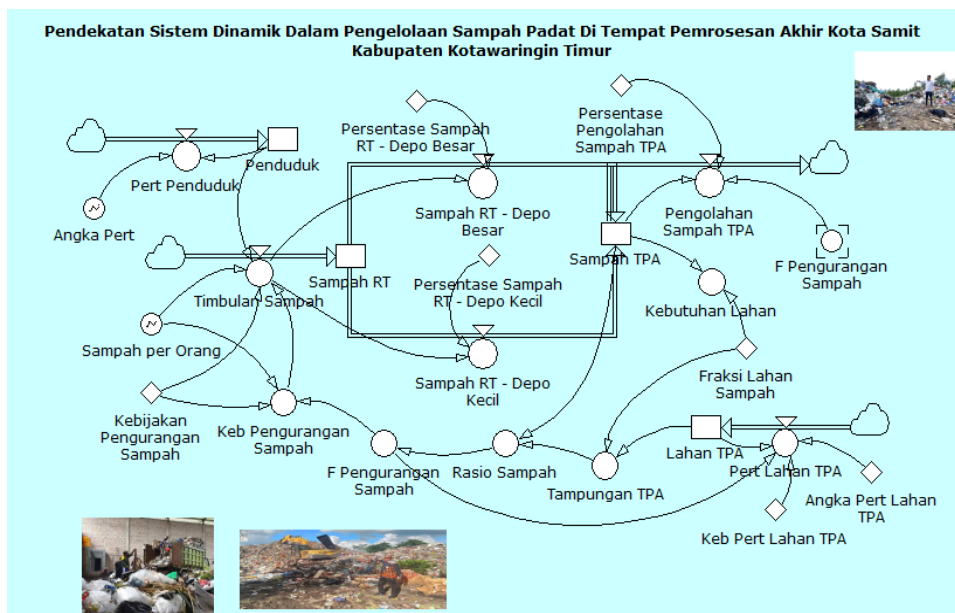 Pendekatan Sistem Dinamik Dalam Pengelolaan Sampah Padat Di Tempat Pemrosesan Akhir Kota Samit
Kabupaten Kotawaringin Timur
Persentase Sampah
RT - Depo Besar
Persentase
Pengolahan
Sampah TPA
Penduduk
Pert Penduduk
Angka Pert
Sampah RT - Depo
Besar
Pengolahan
Sampah TPA
Sampah RT
Sampah TPA
F Pengurangan
Sampah
Timbulan Sampah
Persentase Sampah
RT - Depo Kecil
Kebutuhan Lahan
Sampah per Orang
Sampah RT - Depo
Kecil
Fraksi Lahan
Sampah
Kebijakan
Pengurangan
Sampah
Keb Pengurangan
Sampah
F Pengurangan
Sampah
Rasio Sampah
Tampungan TPA
Lahan TPA
Pert Lahan TPA
Angka Pert Lahan
TPA
Keb Pert Lahan TPA